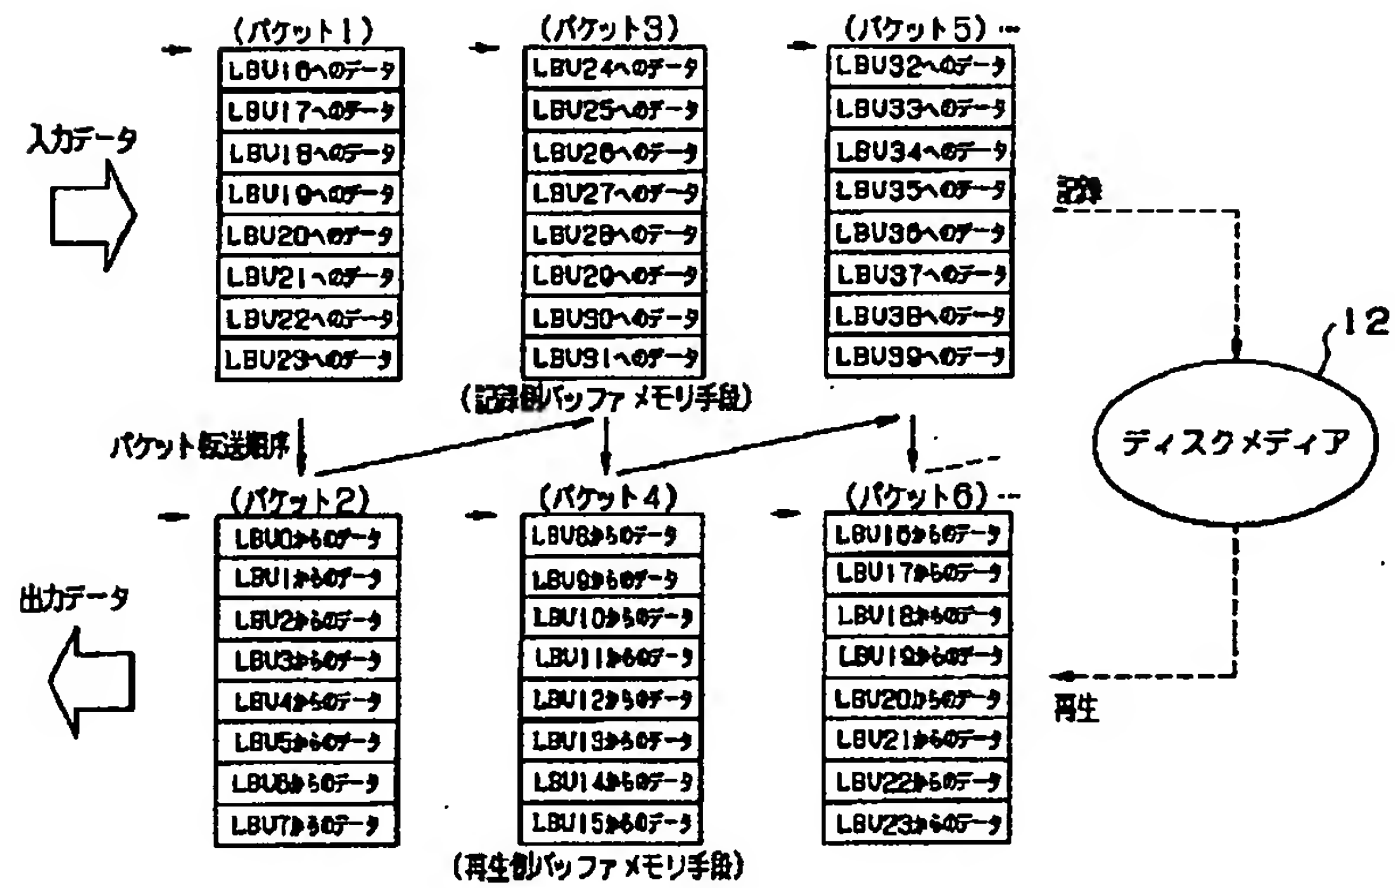 (パケット1)
LBU16へのデータ
LBU17へのデータ
LBU18へのデータ
LBU19へのデータ
LBU20へのデータ
LBU21へのデータ
LBU22へのデータ
LBU23へのデータ
(パケット3)
LBU24へのデータ
LBU25へのデータ
LBU26へのデータ
LBU27へのデータ
LBU28へのデータ
LBU29へのデータ
LBU30へのデータ
LBU31へのデータ
(パケット5)…
LBU32へのデータ
LBU33へのデータ
LBU34へのデータ
LBU35へのデータ
LBU36へのデータ
LBU37へのデータ
LBU38へのデータ
LBU39へのデータ
入力データ
記録
12
(記録側バッファメモリ手段)
ディスクメディア
パケット転送順序
(パケット2)
LBU0からのデータ
LBU1からのデータ
LBU2からのデータ
LBU3からのデータ
LBU4からのデータ
LBU5からのデータ
LBU6からのデータ
LBU7からのデータ
(パケット4)
LBU8からのデータ
LBU9からのデータ
LBU10からのデータ
LBU11からのデータ
LBU12からのデータ
LBU13からのデータ
LBU14からのデータ
LBU15からのデータ
(パケット6)…
LBU16からのデータ
LBU17からのデータ
LBU18からのデータ
LBU19からのデータ
LBU20からのデータ
LBU21からのデータ
LBU22からのデータ
LBU23からのデータ
出力データ
再生
(再生側バッファメモリ手段)